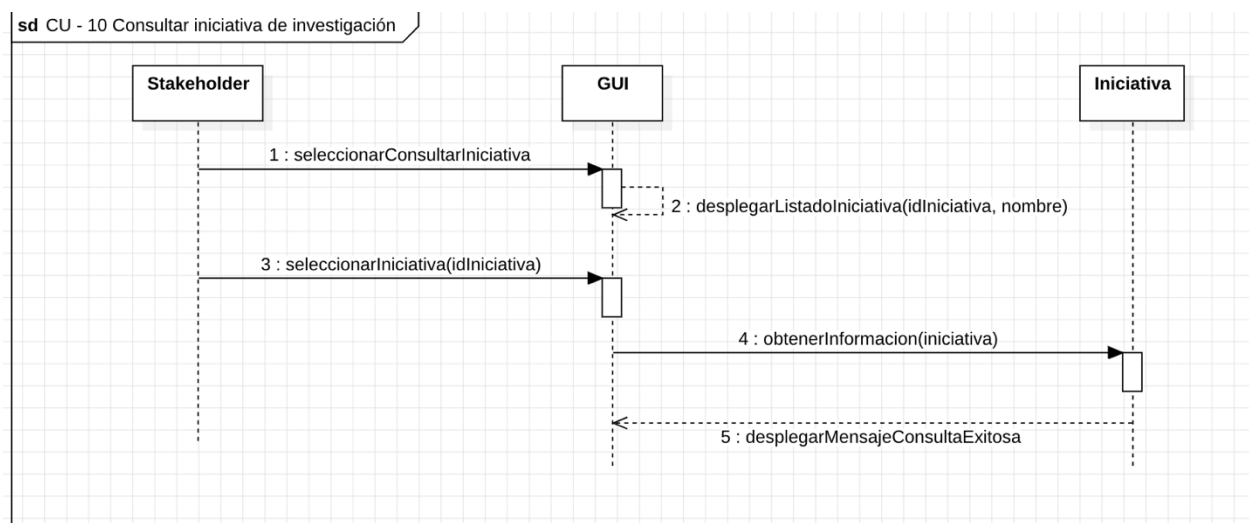 sd CU - 10 Consultar iniciativa de investigación
Stakeholder
GUI
Iniciativa
1 : seleccionarConsultarIniciativa
2 : desplegarListadoIniciativa(idIniciativa, nombre)
3 : seleccionarIniciativa(idIniciativa)
4 : obtenerInformacion(iniciativa)
5 : desplegarMensajeConsultaExitosa